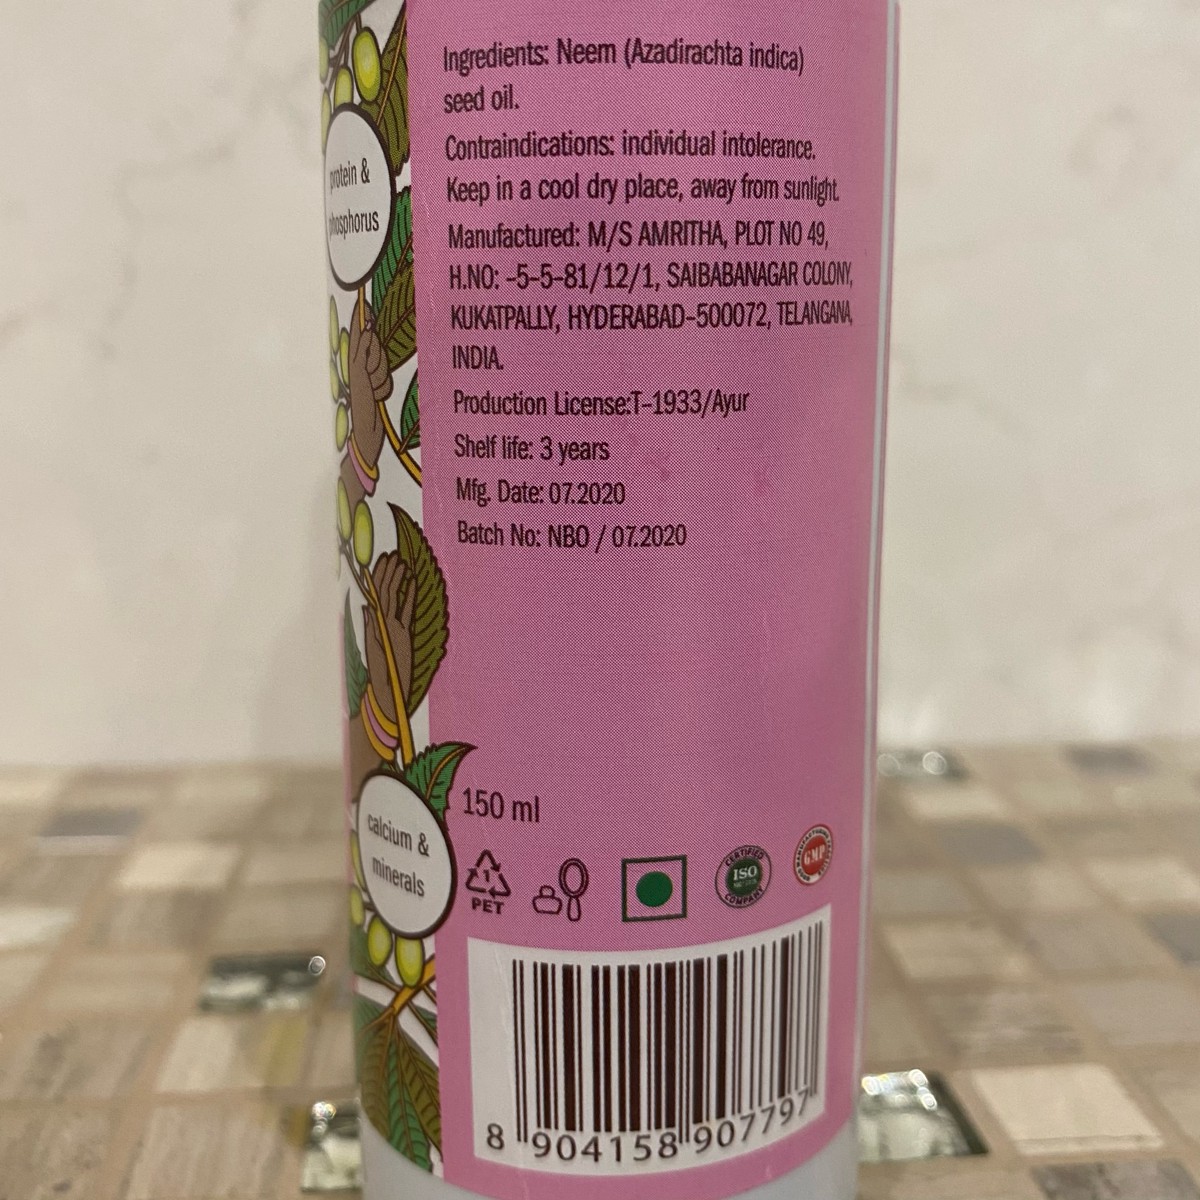 Ingredients: Neem (Azadirachta indica)
seed oil.
Contraindications: individual intolerance.
Keep in a cool dry place, away from sunlight.
Manufactured: M/S AMRITHA, PLOT NO 49,
H.NO: -5-5-81/12/1, SAIBABANAGAR COLONY,
KUKATPALLY, HYDERABAD-500072, TELANGANA,
INDIA.
Production License:T-1933/Ayur
Shelf life: 3 years
Mfg. Date: 07.2020
Batch No: NBO / 07.2020
protein &
phosphorus
calcium &
minerals
150 ml
1
PET
CERTIFIED
ISO
COMPANY
GMP
8 904158 907797